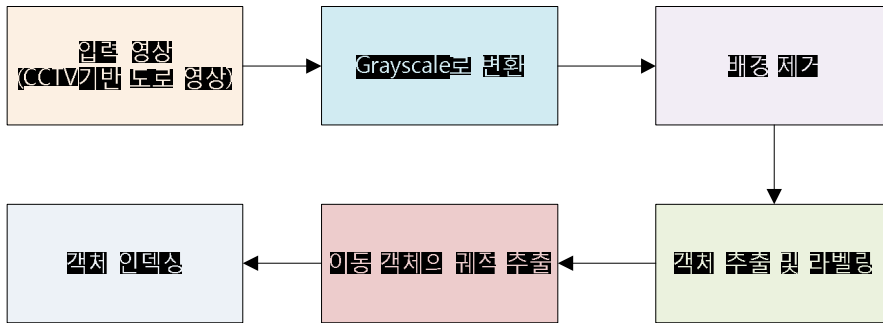 입력 영상
(CCTV기반 도로 영상)
Grayscale로 변환
배경 제거
객체 추출 및 라벨링
이동 객체의 궤적 추출
객체 인덱싱